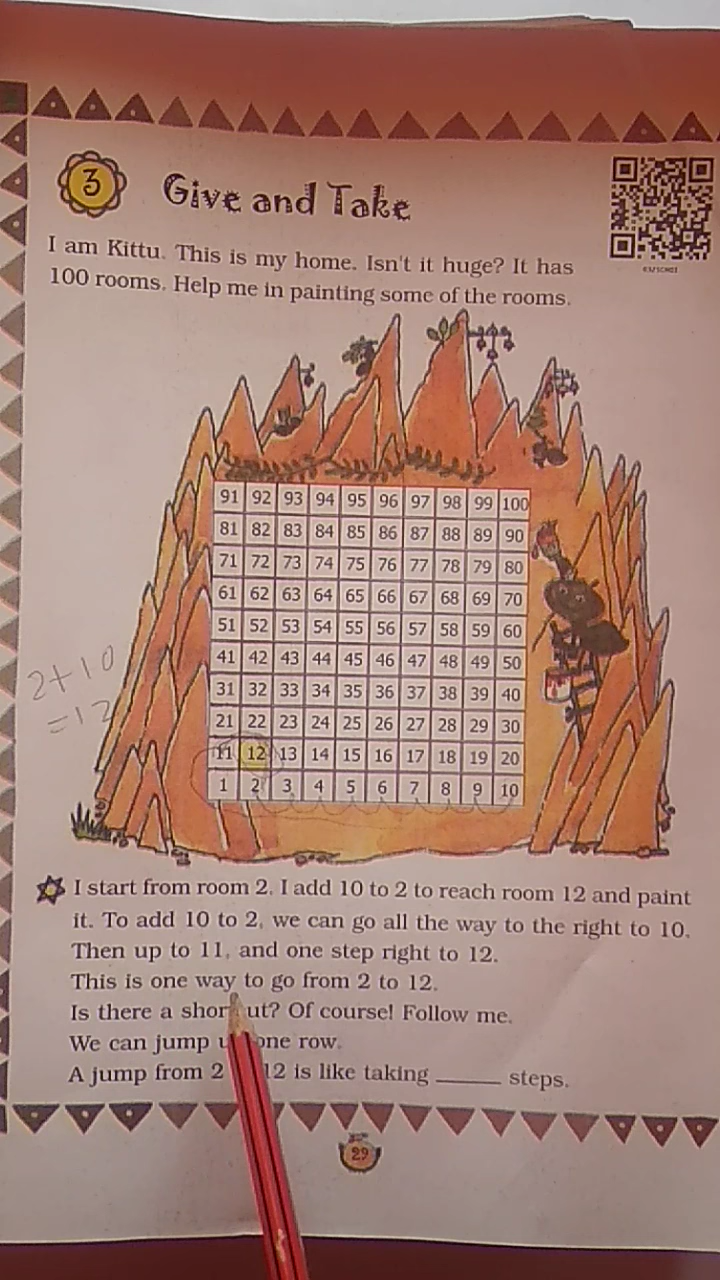 3
Give and Take
I am Kittu. This is my home. Isn't it huge? It has
100 rooms. Help me in painting some of the rooms.
91 92 93 94 95 96 97 98 99 100
81 82 83 84 85 86 87 88 89 90
71 72 73 74 75 76 77 78 79 80
61 62 63 64 65 66 67 68 69 70
51 52 53 54 55 56 57 58 59 60
41 42 43 44 45 46 47 48 49 50
31 32 33 34 35 36 37 38 39 40
21 22 23 24 25 26 27 28 29 30
11 12 13 14 15 16 17 18 19 20
1 2 3 4 5 6 7 8 9 10
2+10
=12
I start from room 2. I add 10 to 2 to reach room 12 and paint
it. To add 10 to 2, we can go all the way to the right to 10.
Then up to 11, and one step right to 12.
This is one way to go from 2 to 12.
Is there a ? Of course! Follow me.
We can jump one row.
A jump from 2 12 is like taking _____ steps.
29